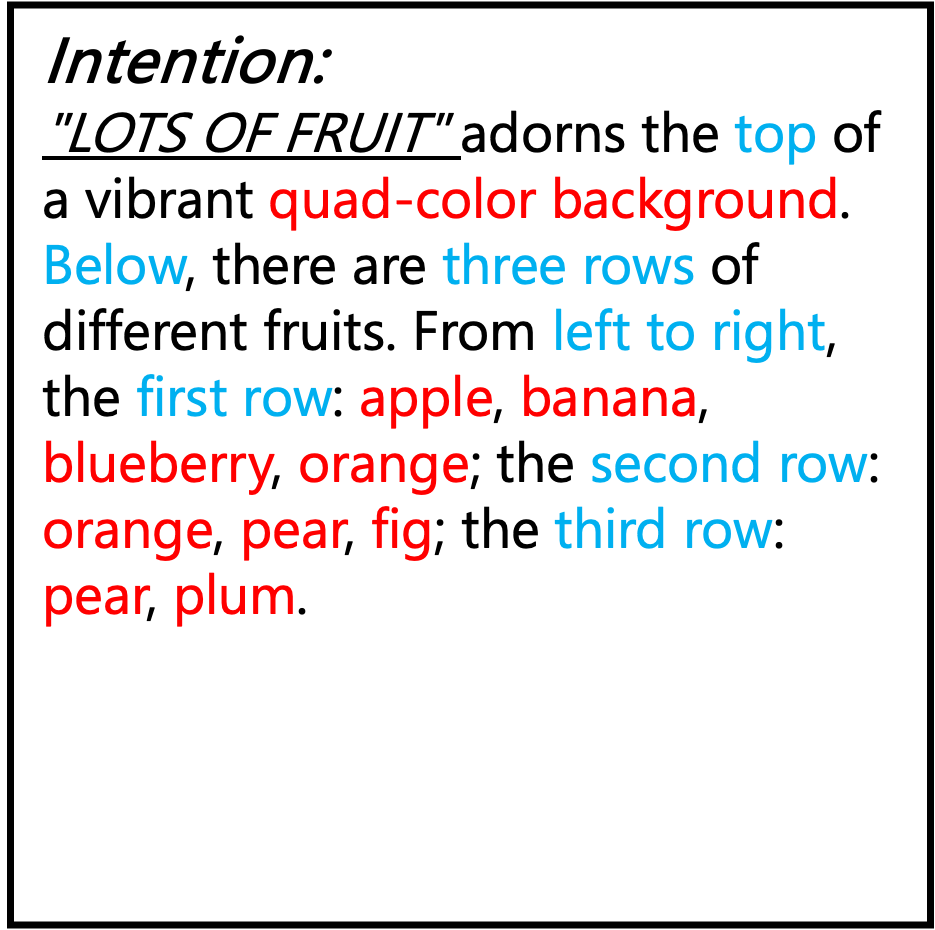 Intention:
"LOTS OF FRUIT" adorns the top of
a vibrant quad-color background.
Below, there are three rows of
different fruits. From left to right,
the first row: apple, banana,
blueberry, orange; the second row:
orange, pear, fig; the third row:
pear, plum.